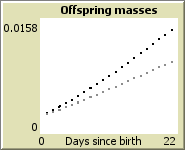 Offspring masses
0.0158
0
0 Days since birth 22